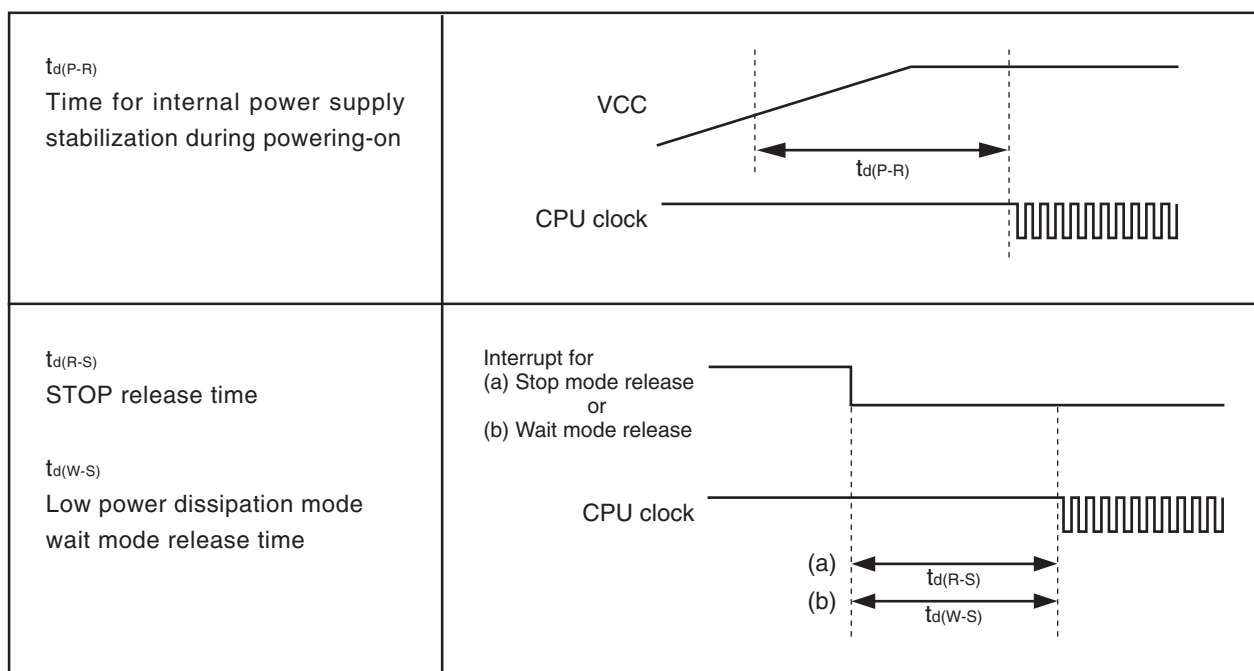 td(P-R)
Time for internal power supply
stabilization during powering-on
VCC
td(P-R)
CPU clock
td(R-S)
STOP release time
td(W-S)
Low power dissipation mode
wait mode release time
Interrupt for
(a) Stop mode release
or
(b) Wait mode release
CPU clock
(a)
td(R-S)
(b)
td(W-S)